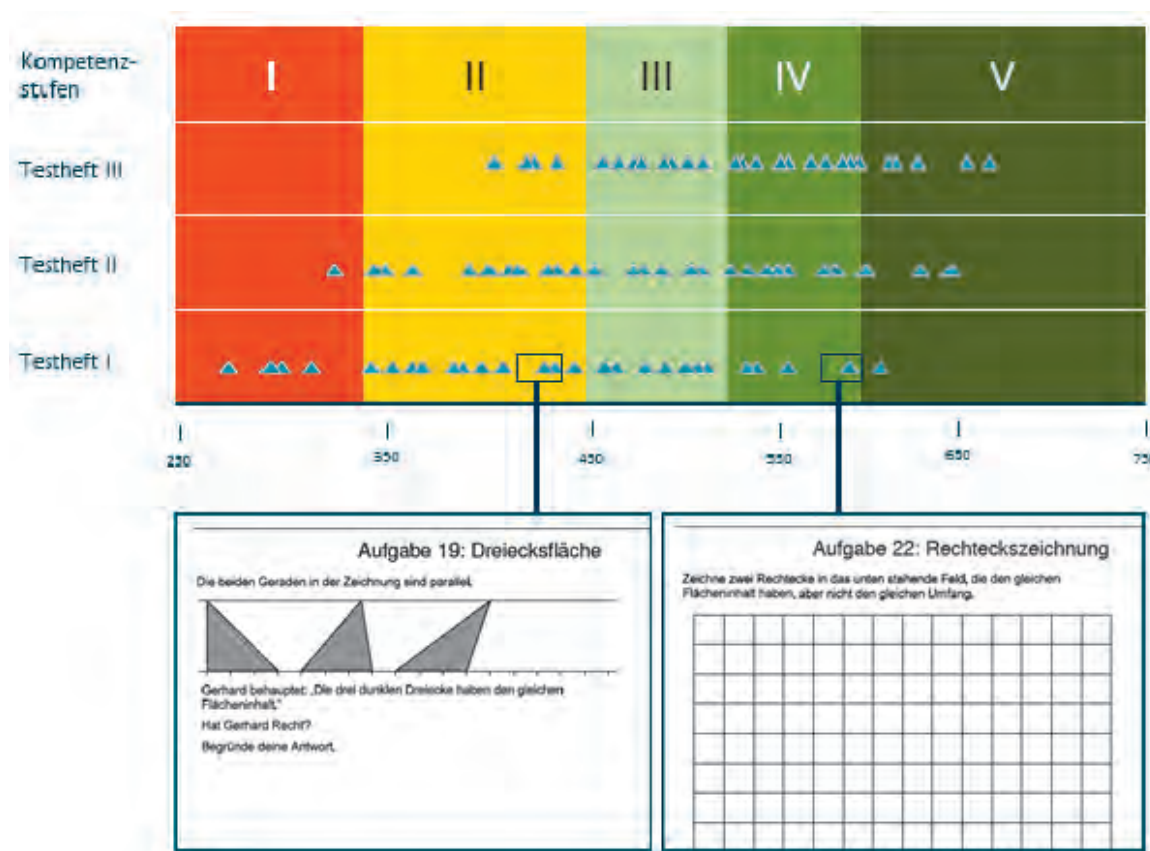 Kompetenz-
stufen
I II III IV V
Testheft III
Testheft II
Testheft I
250 350 450 550 650 750
Aufgabe 19: Dreiecksfläche
Die beiden Geraden in der Zeichnung sind parallel.
Gerhard behauptet: „Die drei dunklen Dreiecke haben den gleichen
Flächeninhalt.“
Hat Gerhard Recht?
Begründe deine Antwort.
Aufgabe 22: Rechteckszeichnung
Zeichne zwei Rechtecke in das unten stehende Feld, die den gleichen
Flächeninhalt haben, aber nicht den gleichen Umfang.